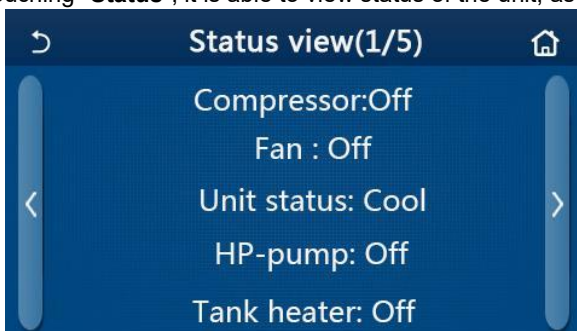 "Status", it is able to view status of the unit, as
Status view(1/5)
Compressor:Off
Fan : Off
Unit status: Cool
HP-pump: Off
Tank heater: Off